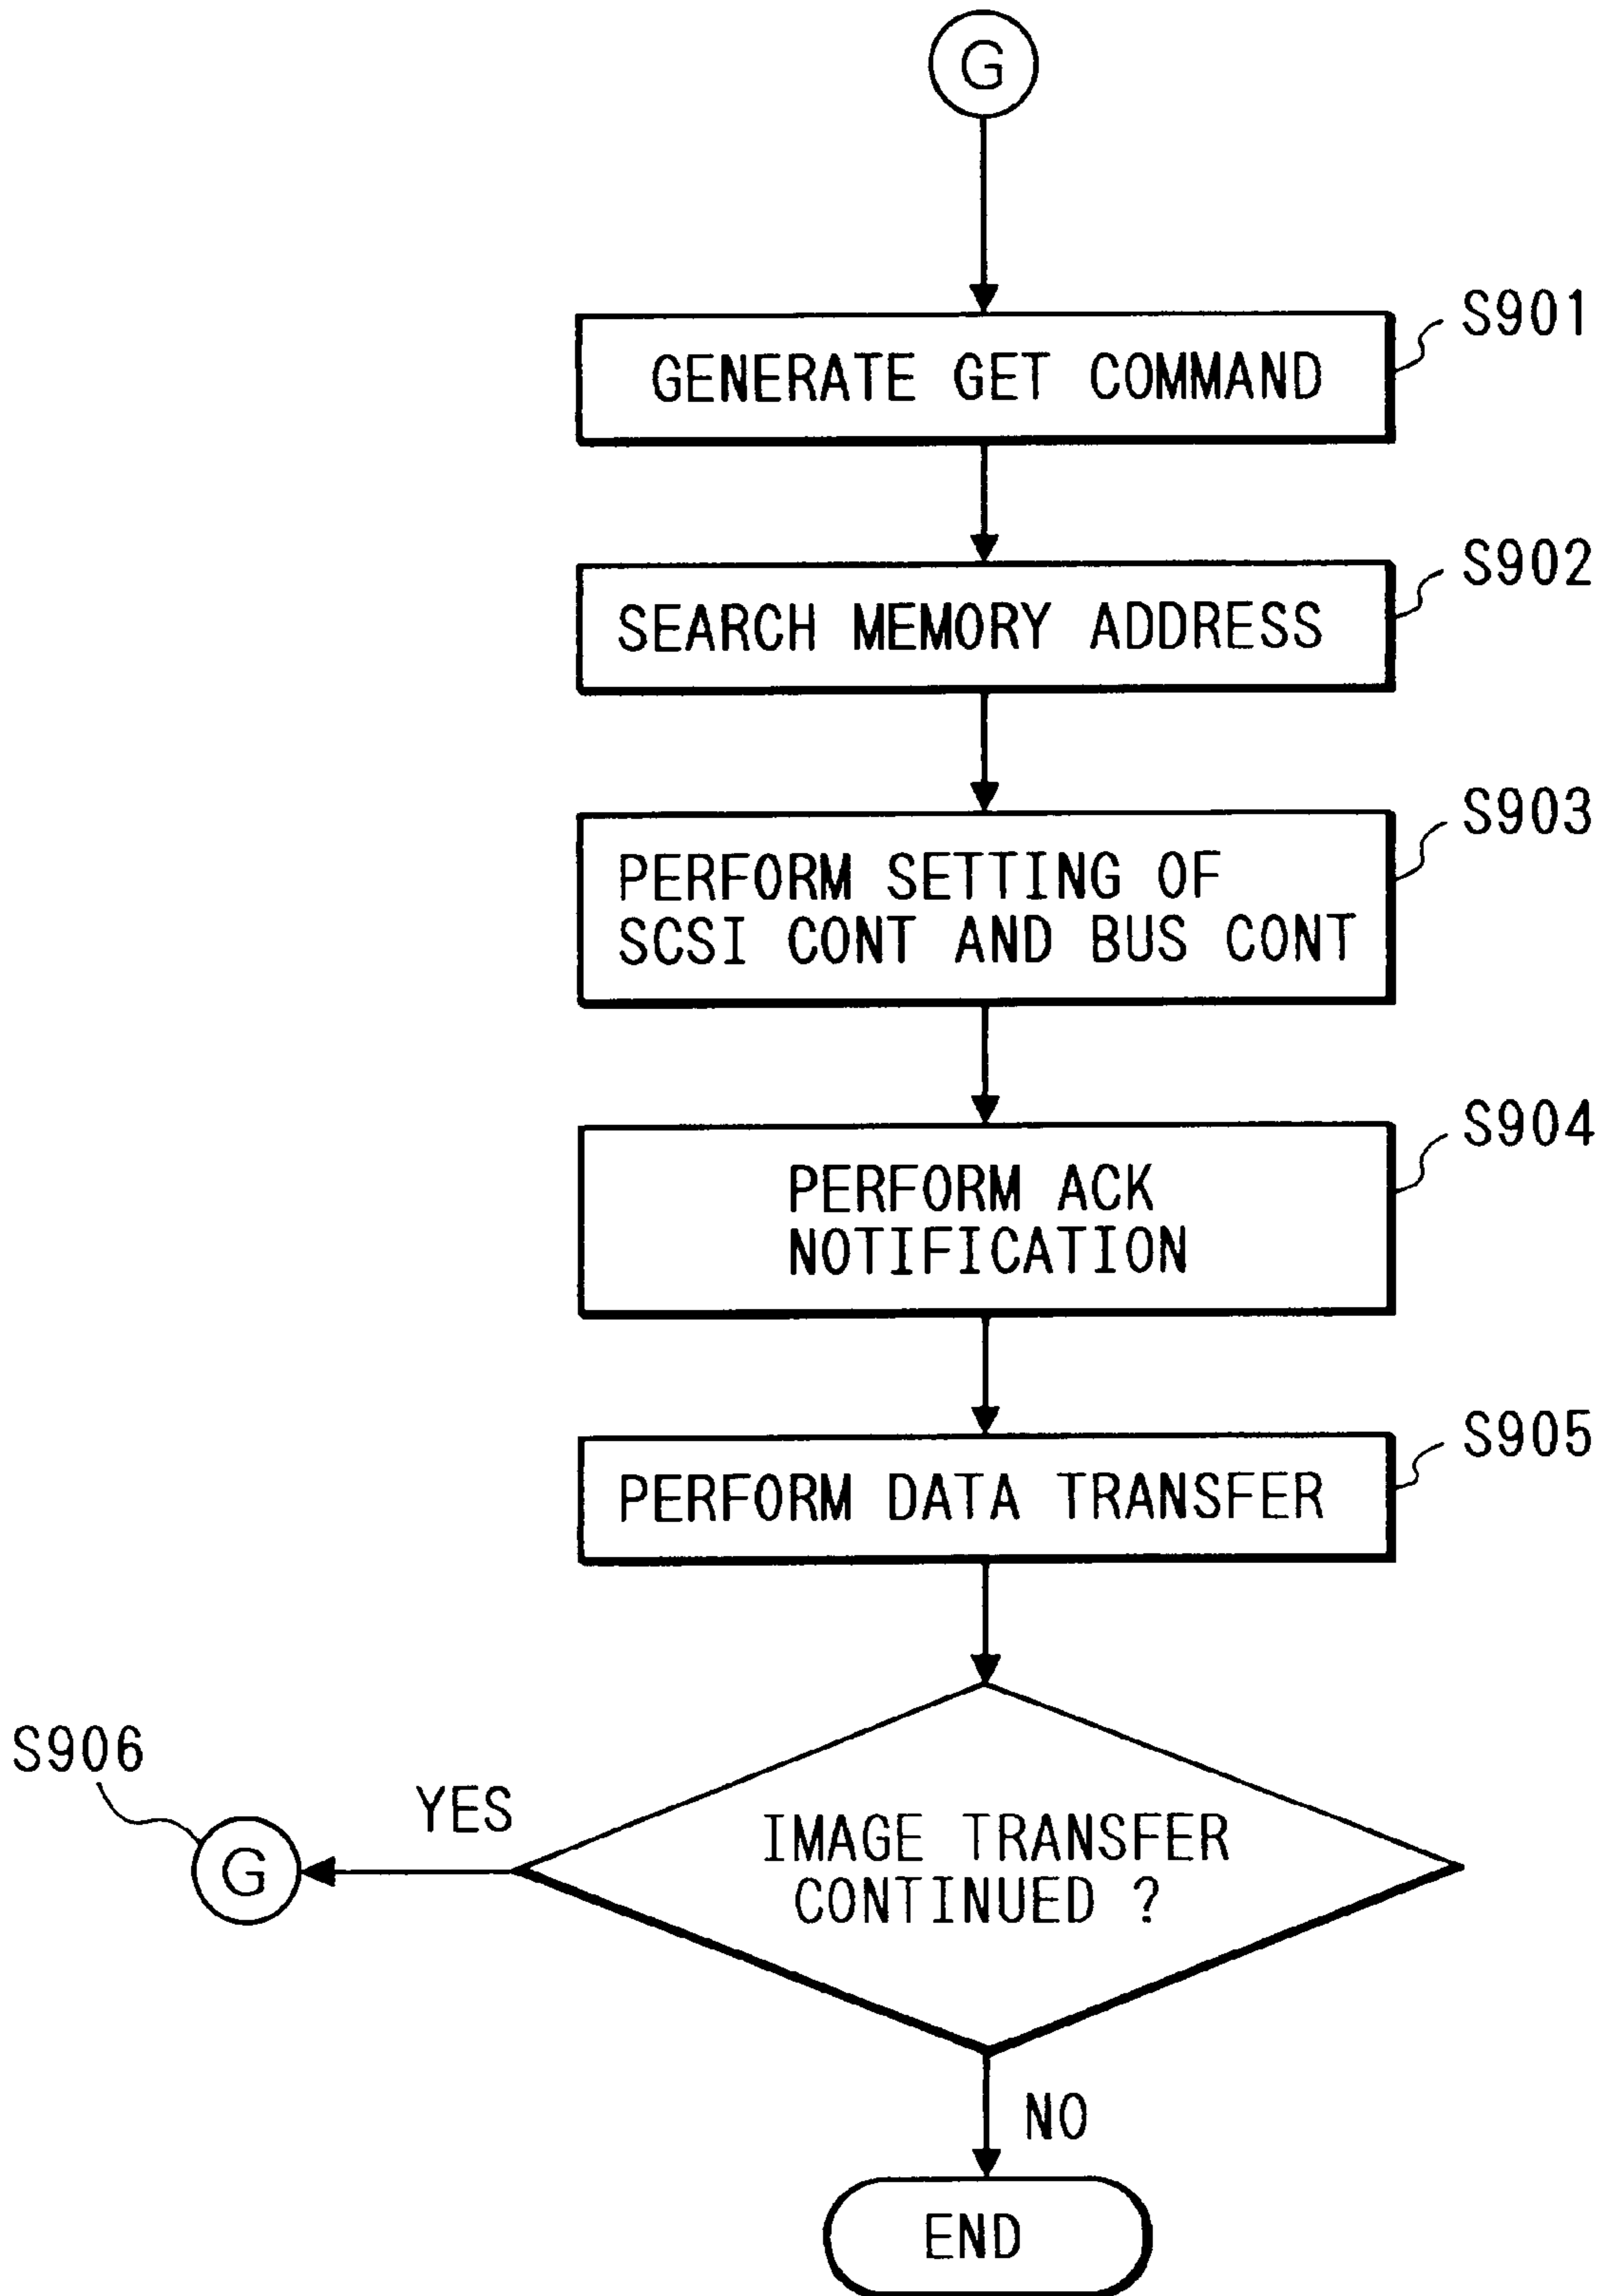 G
S901
GENERATE GET COMMAND
S902
SEARCH MEMORY ADDRESS
S903
PERFORM SETTING OF
SCSI CONT AND BUS CONT
S904
PERFORM ACK
NOTIFICATION
S905
PERFORM DATA TRANSFER
S906
YES
G
IMAGE TRANSFER
CONTINUED ?
NO
END